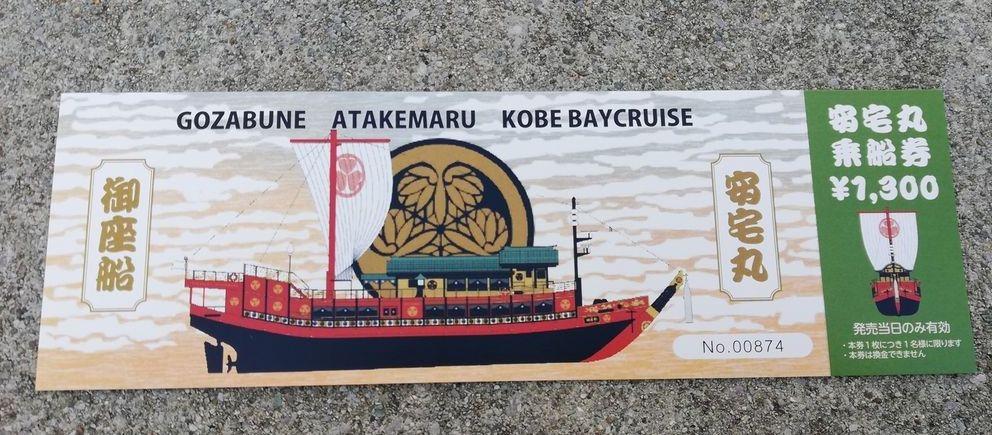 GOZABUNE ATAKEMARU KOBE BAYCRUISE
御座船
安宅丸
No.00874
安宅丸
乗船券
¥1,300
発売当日のみ有効
・本券1枚につき1名様に限ります
・本券は換金できません